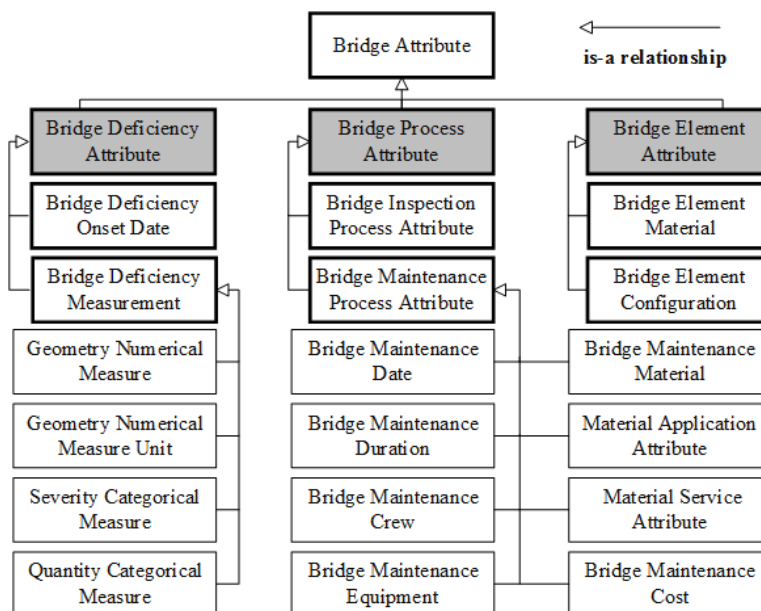 Bridge Attribute
is-a relationship
Bridge Deficiency
Attribute
Bridge Process
Attribute
Bridge Element
Attribute
Bridge Deficiency
Onset Date
Bridge Inspection
Process Attribute
Bridge Element
Material
Bridge Deficiency
Measurement
Bridge Maintenance
Process Attribute
Bridge Element
Configuration
Geometry Numerical
Measure
Bridge Maintenance
Date
Bridge Maintenance
Material
Geometry Numerical
Measure Unit
Bridge Maintenance
Duration
Material Application
Attribute
Severity Categorical
Measure
Bridge Maintenance
Crew
Material Service
Attribute
Quantity Categorical
Measure
Bridge Maintenance
Equipment
Bridge Maintenance
Cost